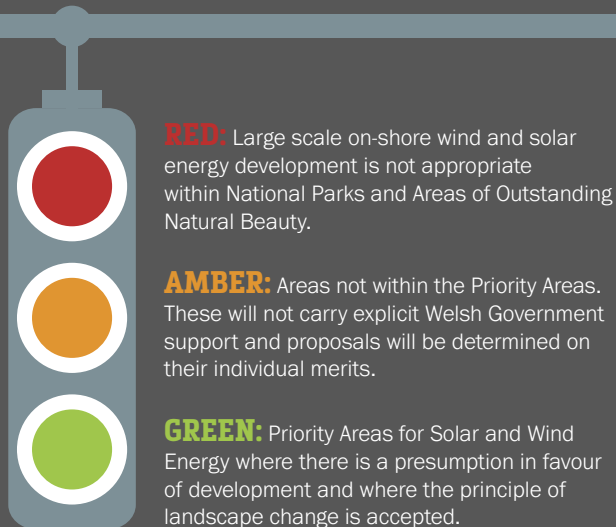 RED: Large scale on-shore wind and solar
energy development is not appropriate
within National Parks and Areas of Outstanding
Natural Beauty.
AMBER: Areas not within the Priority Areas.
These will not carry explicit Welsh Government
support and proposals will be determined on
their individual merits.
GREEN: Priority Areas for Solar and Wind
Energy where there is a presumption in favour
of development and where the principle of
landscape change is accepted.